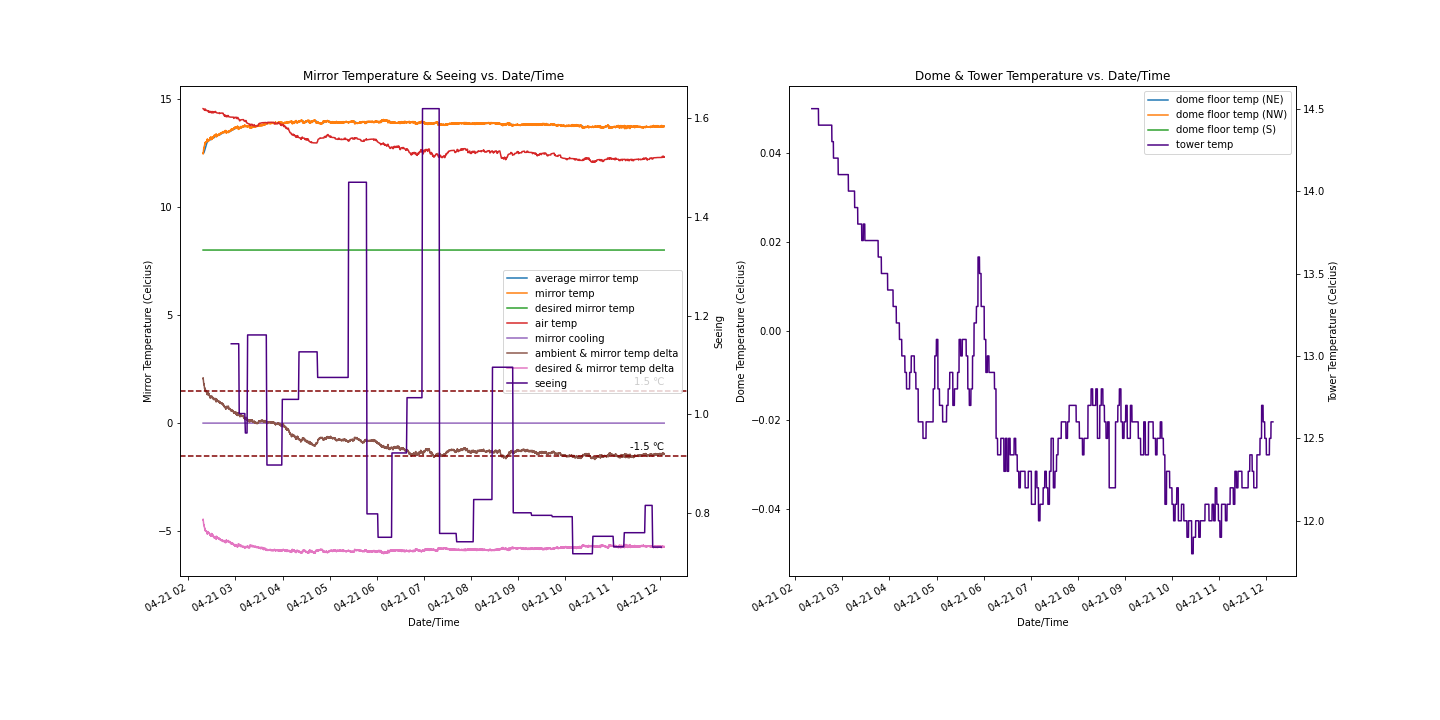 Mirror Temperature & Seeing vs. Date/Time
15
10
5
0
−5
Mirror Temperature (Celcius)
1.6
1.4
1.2
1.0
0.8
Seeing
average mirror temp
mirror temp
desired mirror temp
air temp
mirror cooling
ambient & mirror temp delta
desired & mirror temp delta
seeing
1.5 °C
-1.5 °C
04-21 02
04-21 03
04-21 04
04-21 05
04-21 06
04-21 07
04-21 08
04-21 09
04-21 10
04-21 11
04-21 12
Date/Time
Dome & Tower Temperature vs. Date/Time
0.04
0.02
0.00
−0.02
−0.04
Dome Temperature (Celcius)
14.5
14.0
13.5
13.0
12.5
12.0
Tower Temperature (Celcius)
dome floor temp (NE)
dome floor temp (NW)
dome floor temp (S)
tower temp
04-21 02
04-21 03
04-21 04
04-21 05
04-21 06
04-21 07
04-21 08
04-21 09
04-21 10
04-21 11
04-21 12
Date/Time